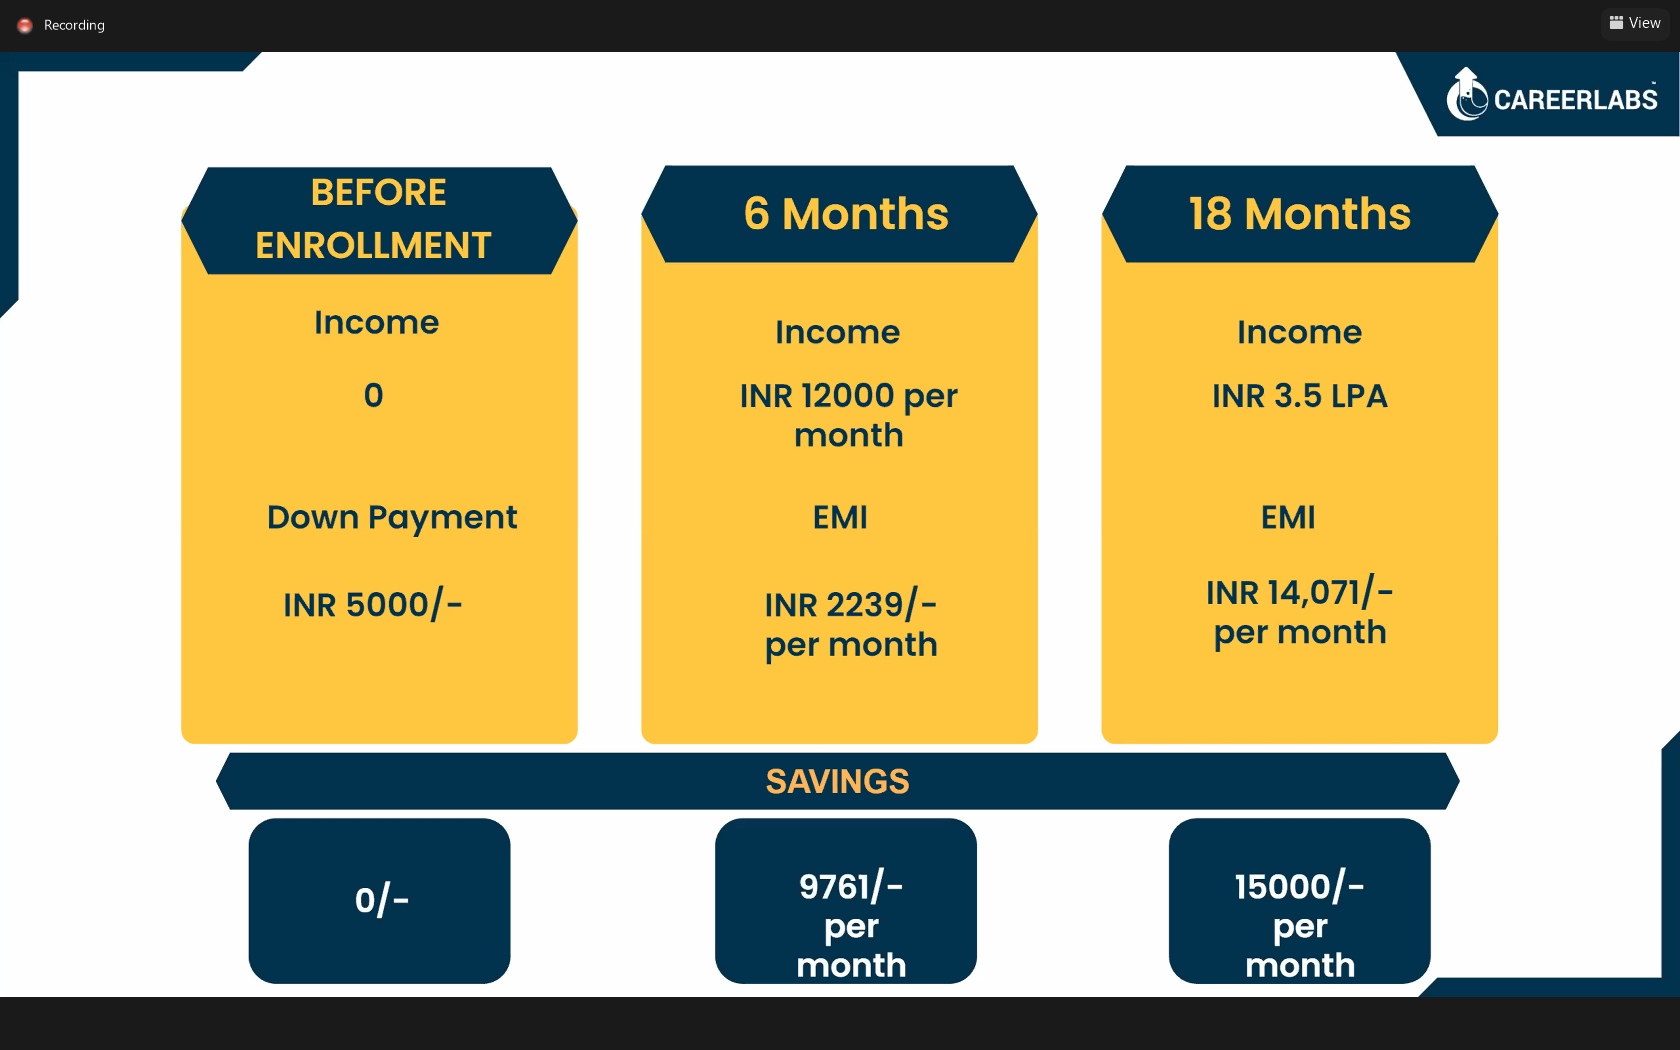 Recording
View
CAREERLABS
BEFORE
ENROLLMENT
Income
0
Down Payment
INR 5000/-
6 Months
Income
INR 12000 per
month
EMI
INR 2239/-
per month
18 Months
Income
INR 3.5 LPA
EMI
INR 14,071/-
per month
SAVINGS
0/-
9761/-
per
month
15000/-
per
month